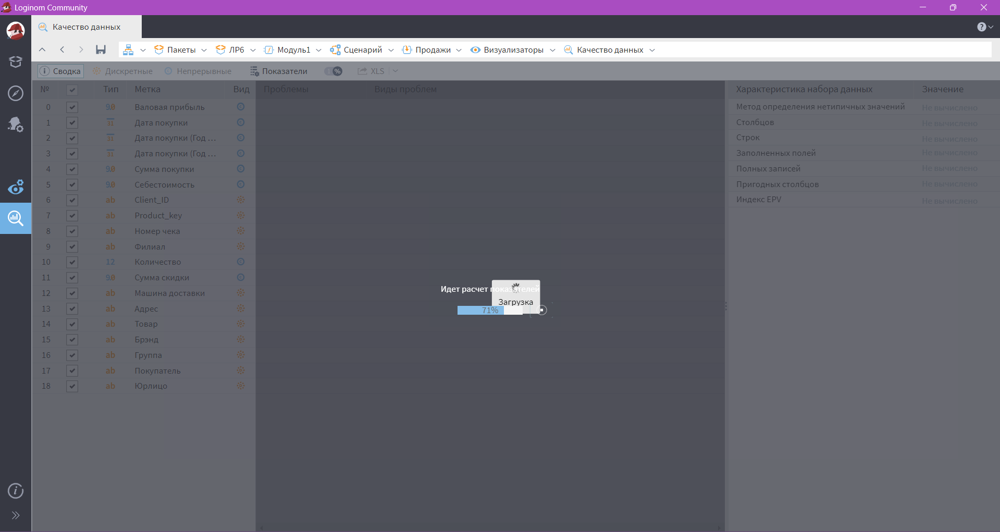 Loginom Community
Качество данных
Пакеты ЛР6 Модуль1 Сценарий Продажи Визуализаторы Качество данных
Сводка Дискретные Непрерывные Показатели % XLS
№ Тип Метка Вид Проблемы Виды проблем Характеристика набора данных Значение
0 9.0 Валовая прибыль
1 31 Дата покупки
2 31 Дата покупки (Год ...
3 31 Дата покупки (Год ...
4 9.0 Сумма покупки
5 9.0 Себестоимость
6 ab Client_ID
7 ab Product_key
8 ab Номер чека
9 ab Филиал
10 12 Количество
11 9.0 Сумма скидки
12 ab Машина доставки
13 ab Адрес
14 ab Товар
15 ab Брэнд
16 ab Группа
17 ab Покупатель
18 ab Юрлицо
Идет расчет показателей
Загрузка
71%
Метод определения нетипичных значений Не вычислено
Столбцов Не вычислено
Строк Не вычислено
Заполненных полей Не вычислено
Полных записей Не вычислено
Пригодных столбцов Не вычислено
Индекс EPV Не вычислено